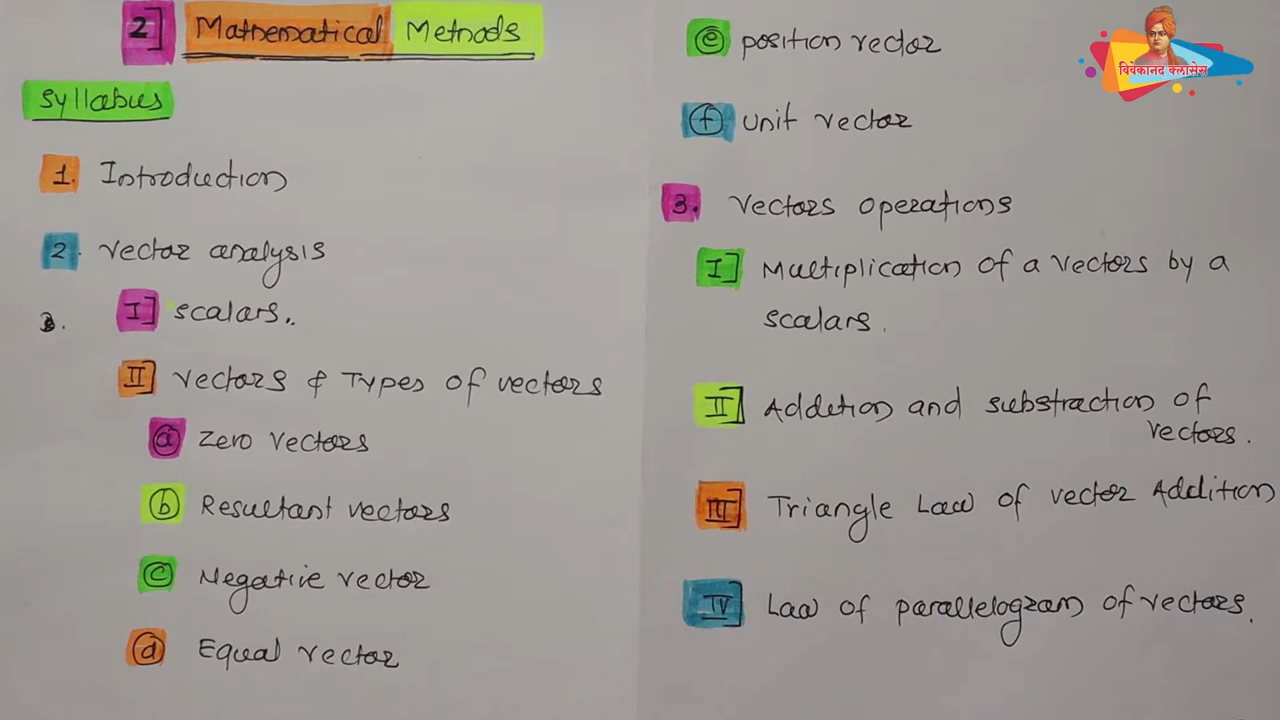 2] Mathematical Methods
Syllabus
1. Introduction
2. Vector analysis
3.
I] scalars..
II] Vectors & Types of vectors
a Zero vectors
b Resultant vectors
c Negative vector
d Equal vector
e position vector
f unit vector
3. Vectors operations
I] Multiplication of a vectors by a
scalars.
II] Addetion and substraction of
vectors.
III] Triangle Law of vector Addition
IV] Law of parallelogram of vectors.
विवेकानंद क्लासेस